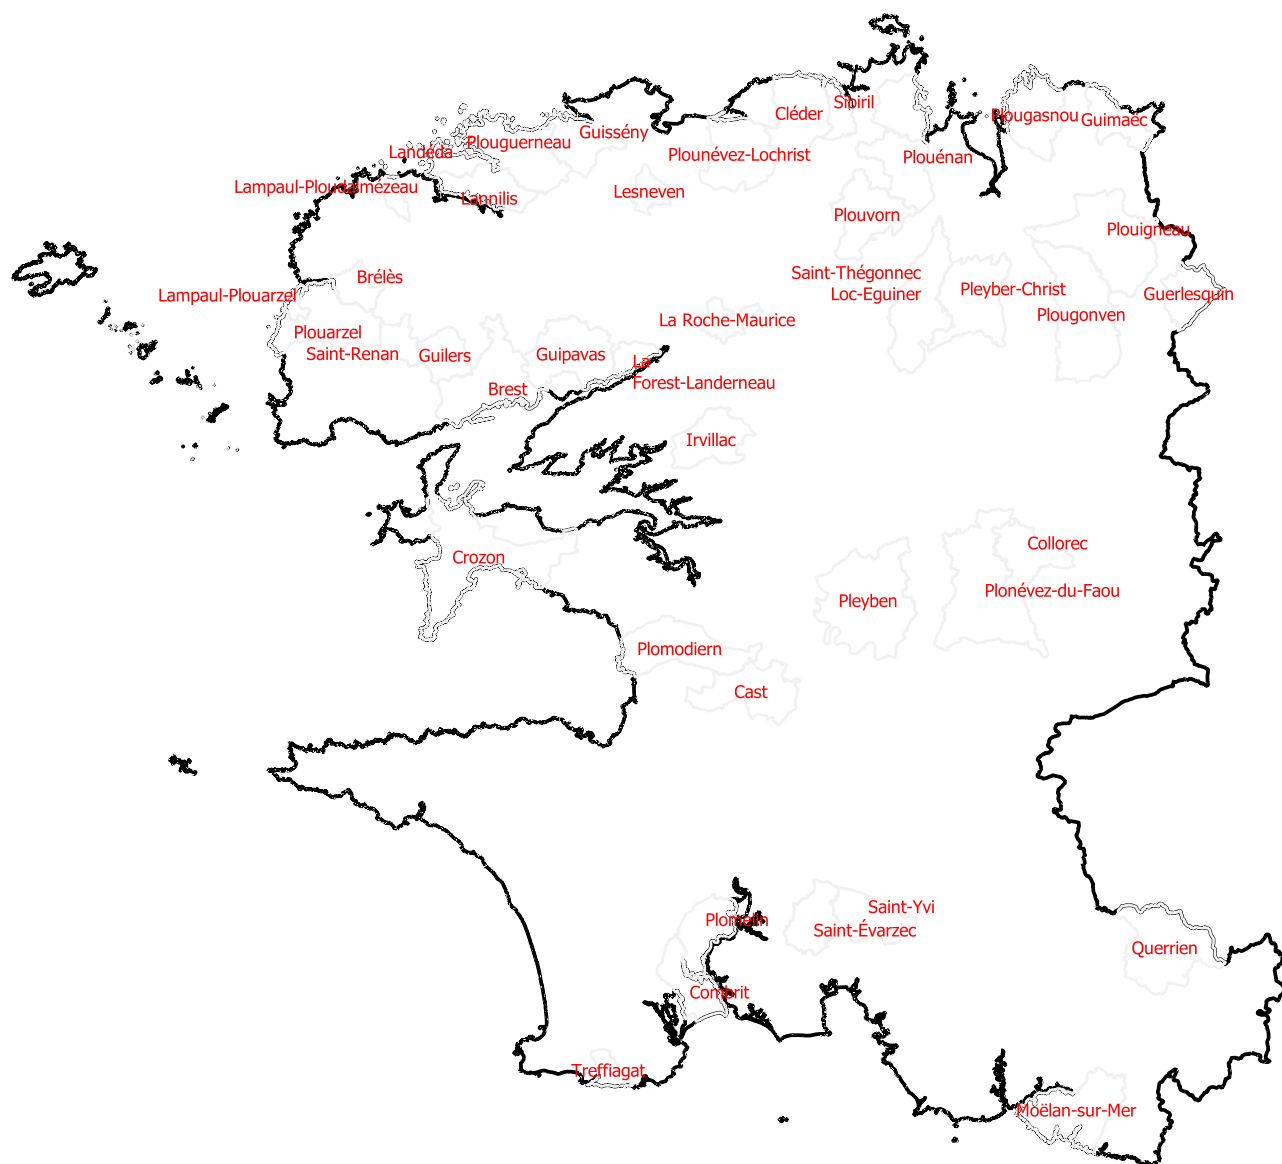 Sibiril
Cléder
Plougasnou
Guimaëc
Guissény
Plouguerneau
Landéda
Plounévez-Lochrist
Plouénan
Lampaul-Ploudalmézeau
Lannilis
Lesneven
Plouvorn
Plouigneau
Brélès
Saint-Thégonnec
Loc-Eguiner
Pleyber-Christ
Lampaul-Plouarzel
Guerlesquin
Plougonven
La Roche-Maurice
Plouarzel
Saint-Renan
Guilers
Guipavas
La
Forest-Landerneau
Brest
Irvillac
Collorec
Crozon
Plonévez-du-Faou
Pleyben
Plomodiern
Cast
Saint-Yvi
Plomelin
Saint-Évarzec
Querrien
Combrit
Treffiagat
Moëlan-sur-Mer